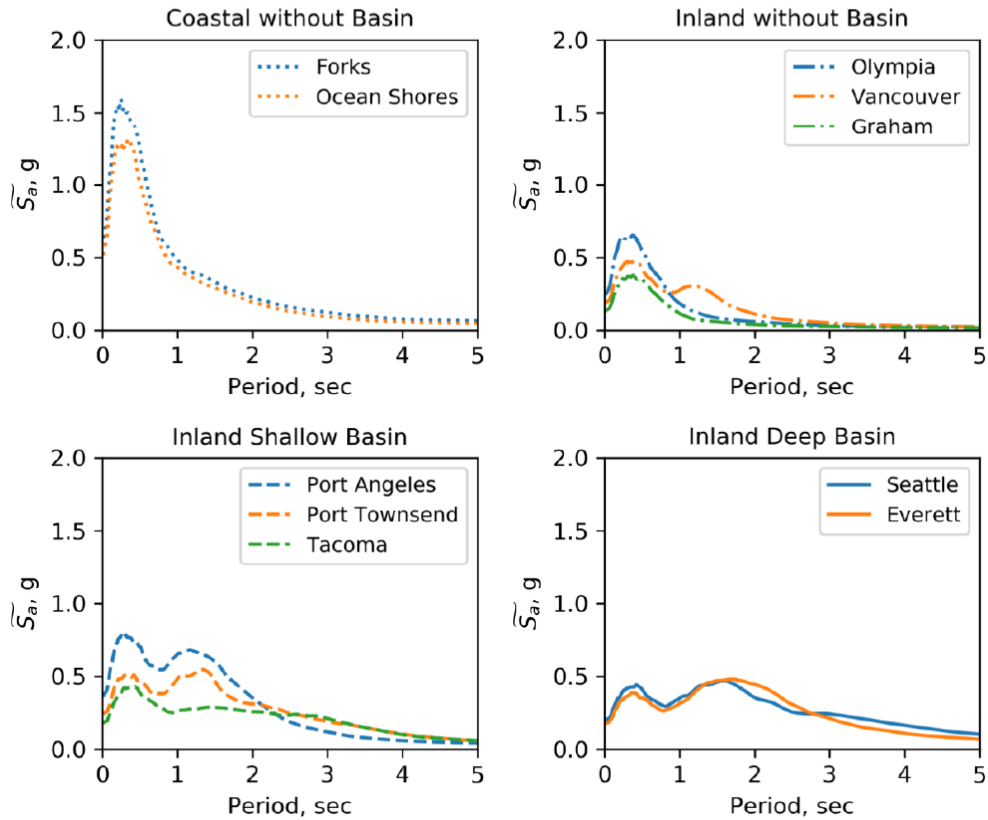 Coastal without Basin
2.0
1.5
1.0
0.5
0.0
S̃a, g
Forks
Ocean Shores
0 1 2 3 4 5
Period, sec
Inland without Basin
2.0
1.5
1.0
0.5
0.0
S̃a, g
Olympia
Vancouver
Graham
0 1 2 3 4 5
Period, sec
Inland Shallow Basin
2.0
1.5
1.0
0.5
0.0
S̃a, g
Port Angeles
Port Townsend
Tacoma
0 1 2 3 4 5
Period, sec
Inland Deep Basin
2.0
1.5
1.0
0.5
0.0
S̃a, g
Seattle
Everett
0 1 2 3 4 5
Period, sec